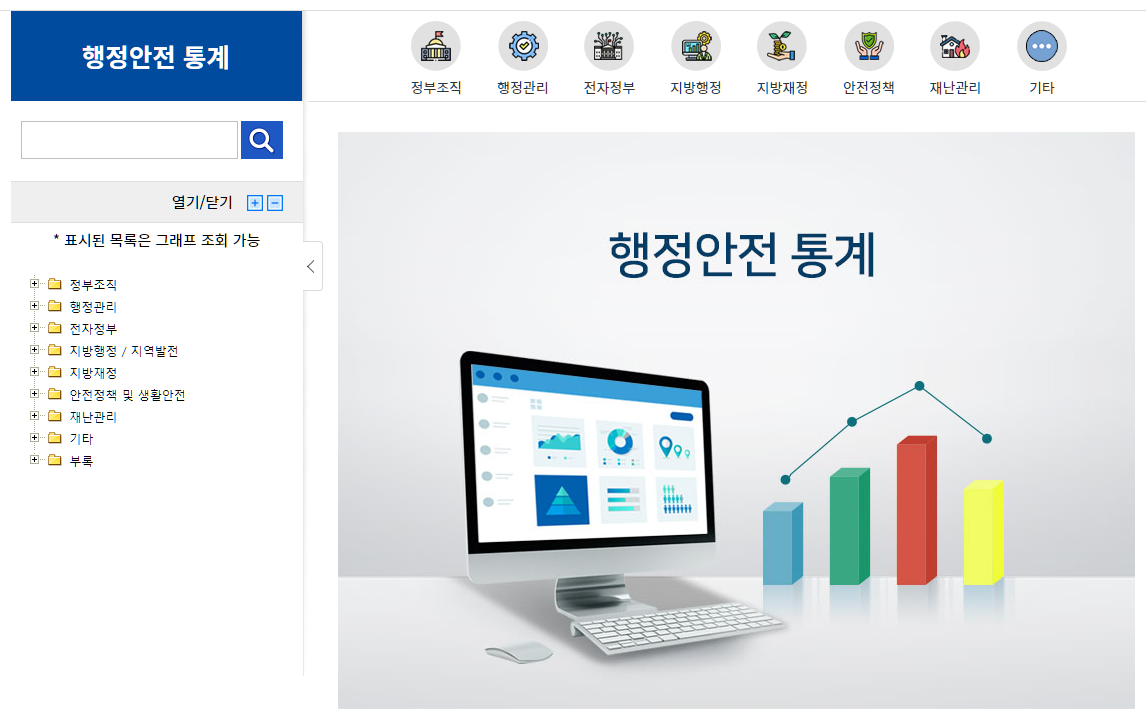 행정안전 통계
정부조직
행정관리
전자정부
지방행정
지방재정
안전정책
재난관리
기타
열기/닫기
* 표시된 목록은 그래프 조회 가능
정부조직
행정관리
전자정부
지방행정 / 지역발전
지방재정
안전정책 및 생활안전
재난관리
기타
부록
행정안전 통계